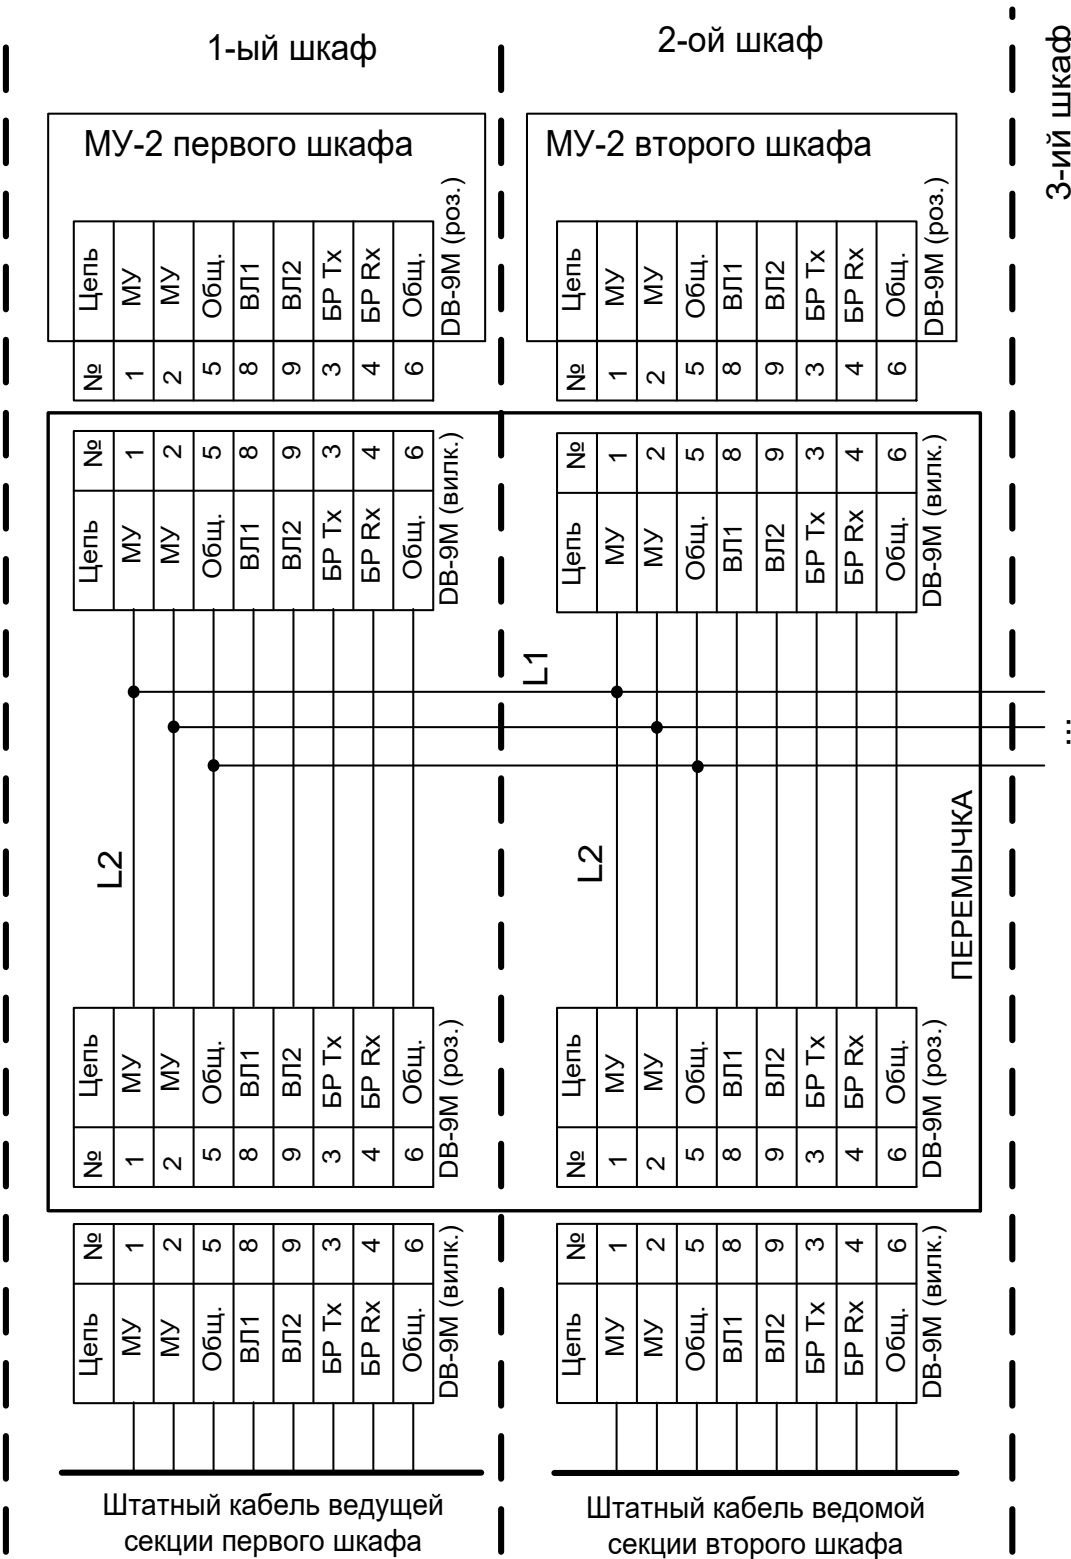 1-ый шкаф
2-ой шкаф
3-ий шкаф
МУ-2 первого шкафа
Цепь
МУ
МУ
Общ.
ВЛ1
ВЛ2
БР Tx
БР Rx
Общ.
DB-9M (роз.)
№
1
2
5
8
9
3
4
6
МУ-2 второго шкафа
Цепь
МУ
МУ
Общ.
ВЛ1
ВЛ2
БР Tx
БР Rx
Общ.
DB-9M (роз.)
№
1
2
5
8
9
3
4
6
№
1
2
5
8
9
3
4
6
Цепь
МУ
МУ
Общ.
ВЛ1
ВЛ2
БР Tx
БР Rx
Общ.
DB-9M (вилк.)
№
1
2
5
8
9
3
4
6
Цепь
МУ
МУ
Общ.
ВЛ1
ВЛ2
БР Tx
БР Rx
Общ.
DB-9M (вилк.)
L1
...
L2
L2
ПЕРЕМЫЧКА
Цепь
МУ
МУ
Общ.
ВЛ1
ВЛ2
БР Tx
БР Rx
Общ.
DB-9M (роз.)
№
1
2
5
8
9
3
4
6
Цепь
МУ
МУ
Общ.
ВЛ1
ВЛ2
БР Tx
БР Rx
Общ.
DB-9M (роз.)
№
1
2
5
8
9
3
4
6
№
1
2
5
8
9
3
4
6
Цепь
МУ
МУ
Общ.
ВЛ1
ВЛ2
БР Tx
БР Rx
Общ.
DB-9M (вилк.)
№
1
2
5
8
9
3
4
6
Цепь
МУ
МУ
Общ.
ВЛ1
ВЛ2
БР Tx
БР Rx
Общ.
DB-9M (вилк.)
Штатный кабель ведущей
секции первого шкафа
Штатный кабель ведомой
секции второго шкафа